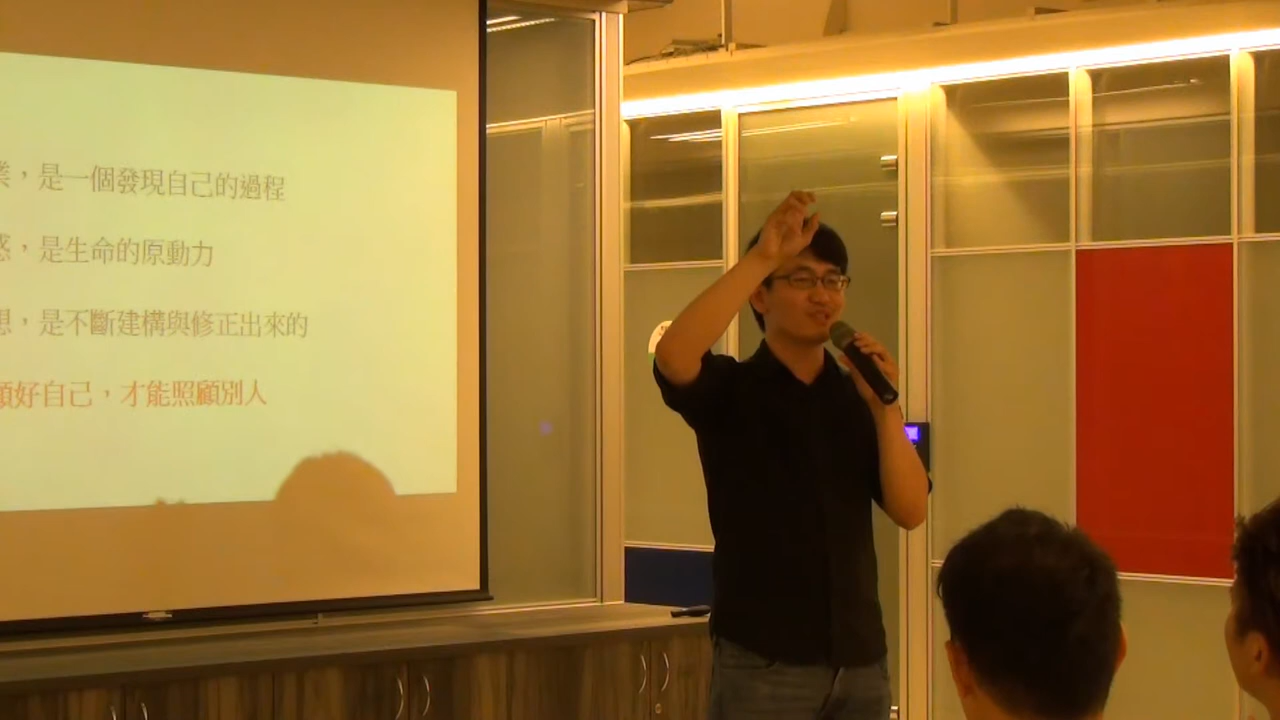 業，是一個發現自己的過程
感，是生命的原動力
想，是不斷建構與修正出來的
顧好自己，才能照顧別人